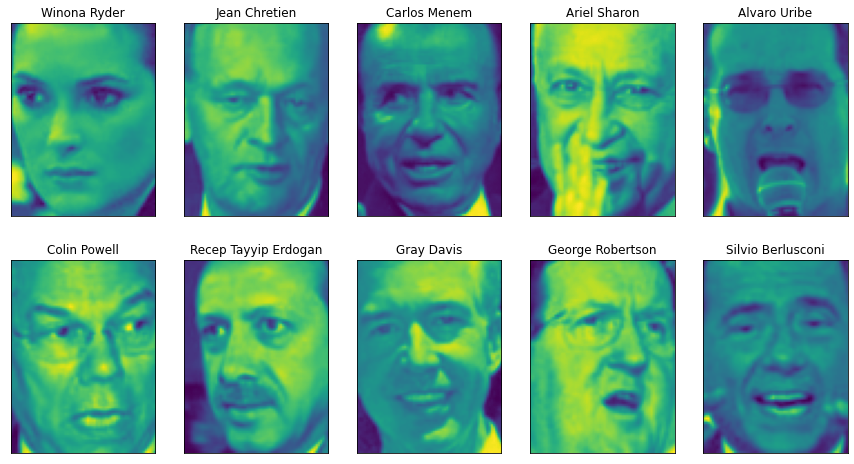 Winona Ryder
Jean Chretien
Carlos Menem
Ariel Sharon
Alvaro Uribe
Colin Powell
Recep Tayyip Erdogan
Gray Davis
George Robertson
Silvio Berlusconi